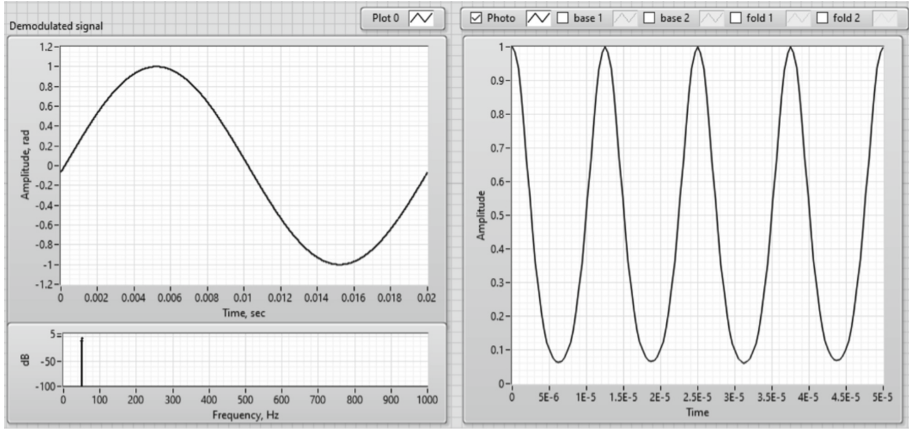 Demodulated signal
Plot 0
Amplitude, rad
1.2
1
0.8
0.6
0.4
0.2
0
-0.2
-0.4
-0.6
-0.8
-1
-1.2
0 0.002 0.004 0.006 0.008 0.01 0.012 0.014 0.016 0.018 0.02
Time, sec
dB
5
-50
-100
0 100 200 300 400 500 600 700 800 900 1000
Frequency, Hz
Photo base 1 base 2 fold 1 fold 2
Amplitude
1
0.9
0.8
0.7
0.6
0.5
0.4
0.3
0.2
0.1
0
0 5E-6 1E-5 1.5E-5 2E-5 2.5E-5 3E-5 3.5E-5 4E-5 4.5E-5 5E-5
Time